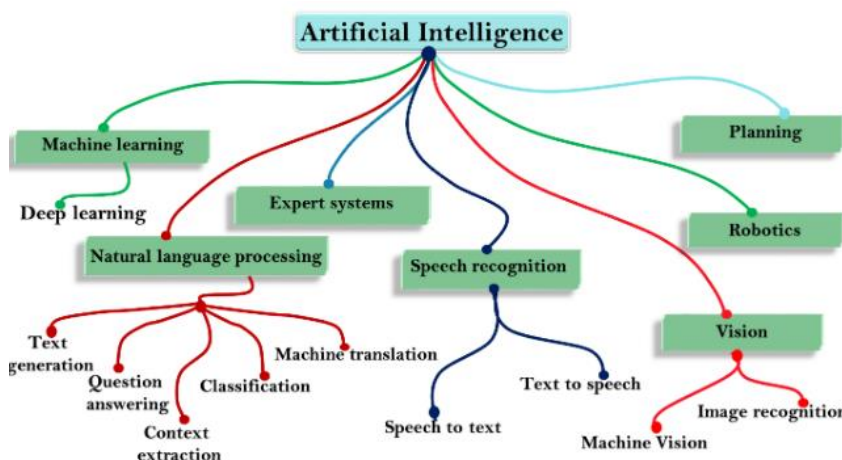 Artificial Intelligence
Machine learning
Planning
Deep learning
Expert systems
Robotics
Natural language processing
Speech recognition
Vision
Text
generation
Question
answering
Context
extraction
Classification
Machine translation
Speech to text
Text to speech
Machine Vision
Image recognition